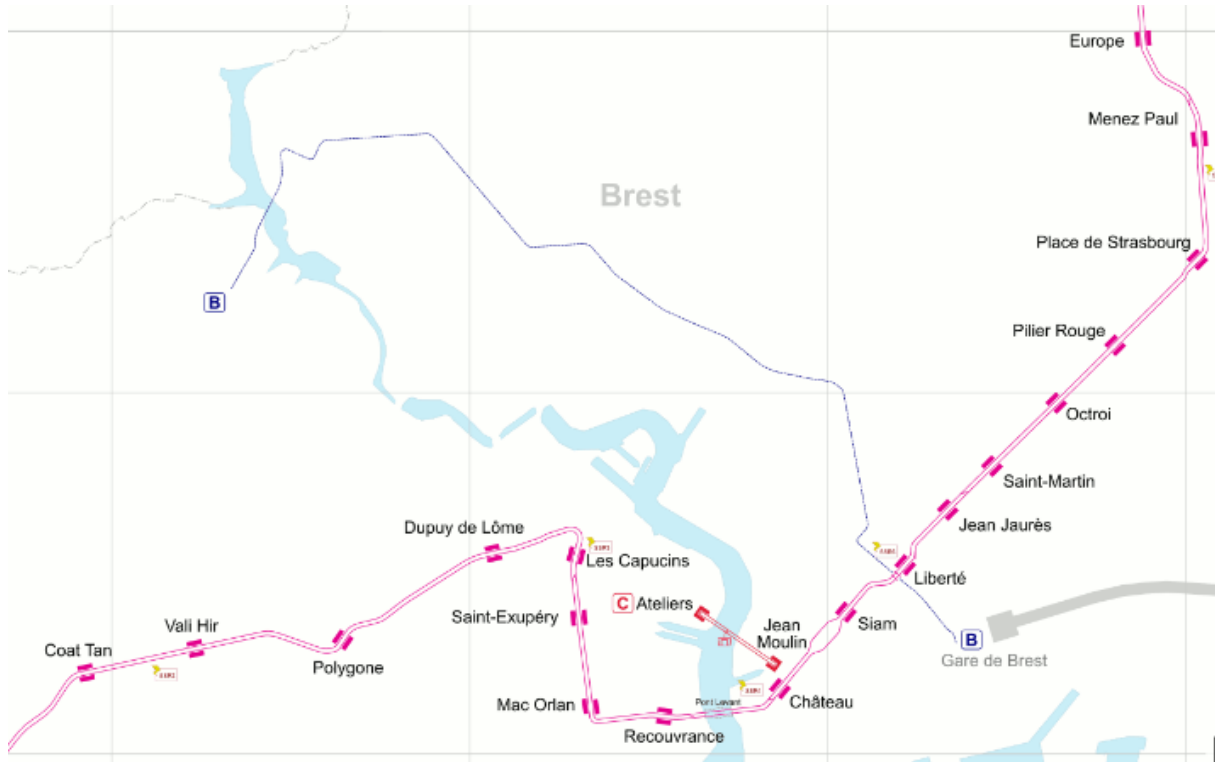 Europe
Menez Paul
Brest
Place de Strasbourg
B
Pilier Rouge
Octroi
Saint-Martin
Jean Jaurès
Dupuy de Lôme
Les Capucins
Liberté
C Ateliers
Saint-Exupéry
Jean
Moulin
Siam
Vali Hir
B
Coat Tan
Polygone
Gare de Brest
Mac Orlan
Pont Levant
Château
Recouvrance